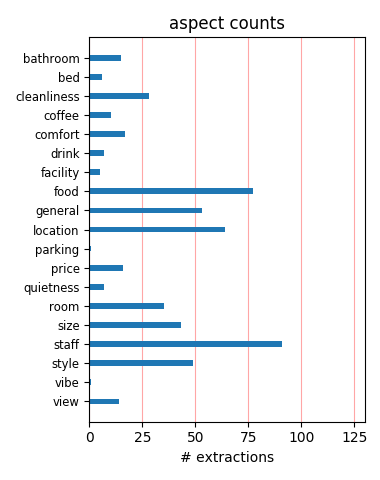 aspect counts
bathroom
bed
cleanliness
coffee
comfort
drink
facility
food
general
location
parking
price
quietness
room
size
staff
style
vibe
view
0 25 50 75 100 125
# extractions